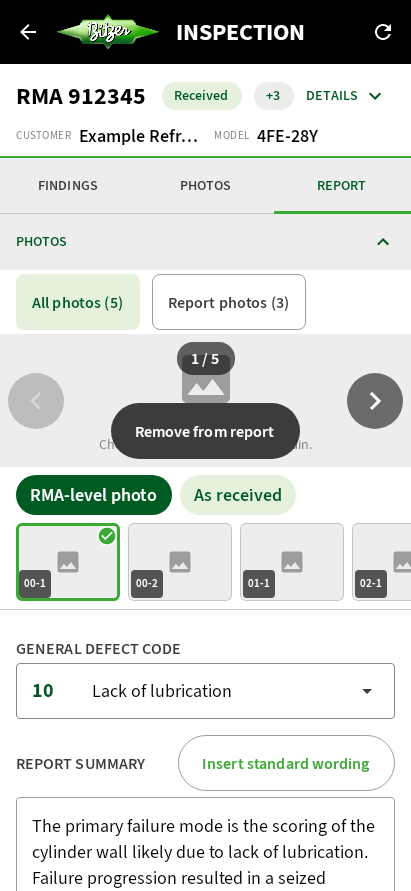 Bitzer INSPECTION
RMA 912345 Received +3 DETAILS
CUSTOMER Example Refr... MODEL 4FE-28Y
FINDINGS PHOTOS REPORT
PHOTOS
All photos (5) Report photos (3)
1 / 5
Remove from report
Ch in.
RMA-level photo As received
00-1 00-2 01-1 02-1
GENERAL DEFECT CODE
10 Lack of lubrication
REPORT SUMMARY Insert standard wording
The primary failure mode is the scoring of the
cylinder wall likely due to lack of lubrication.
Failure progression resulted in a seized